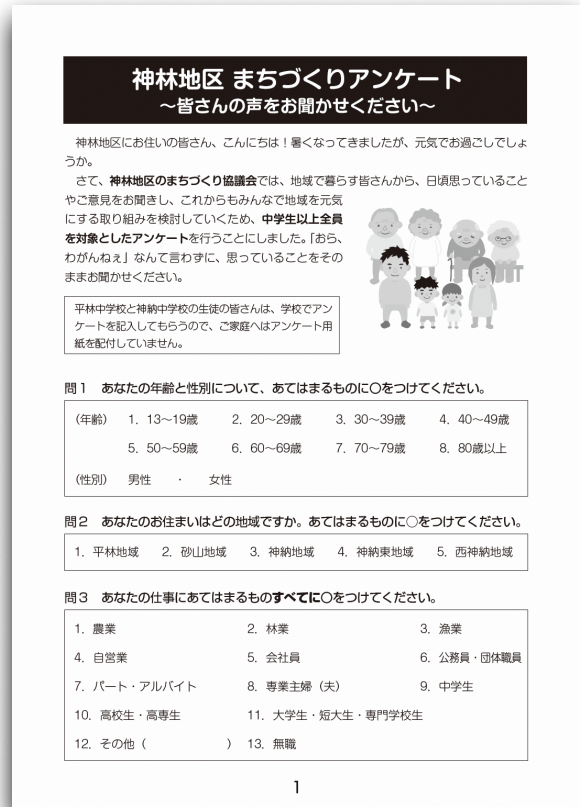 神林地区 まちづくりアンケート
～皆さんの声をお聞かせください～
神林地区にお住いの皆さん、こんにちは！暑くなってきましたが、元気でお過ごしでしょ
うか。
さて、神林地区のまちづくり協議会では、地域で暮らす皆さんから、日頃思っていること
やご意見をお聞きし、これからもみんなで地域を元気
にする取り組みを検討していくため、中学生以上全員
を対象としたアンケートを行うことにしました。「おら、
わがんねぇ」なんて言わずに、思っていることをその
ままお聞かせください。
平林中学校と神納中学校の生徒の皆さんは、学校でアン
ケートを記入してもらうので、ご家庭へはアンケート用
紙を配付していません。
問1 あなたの年齢と性別について、あてはまるものに○をつけてください。
（年齢） 1．13～19歳 2．20～29歳 3．30～39歳 4．40～49歳
5．50～59歳 6．60～69歳 7．70～79歳 8．80歳以上
（性別） 男性 ・ 女性
問2 あなたのお住まいはどの地域ですか。あてはまるものに○をつけてください。
1．平林地域 2．砂山地域 3．神納地域 4．神納東地域 5．西神納地域
問3 あなたの仕事にあてはまるものすべてに○をつけてください。
1．農業 2．林業 3．漁業
4．自営業 5．会社員 6．公務員・団体職員
7．パート・アルバイト 8．専業主婦（夫） 9．中学生
10．高校生・高専生 11．大学生・短大生・専門学校生
12．その他（ ） 13．無職
1